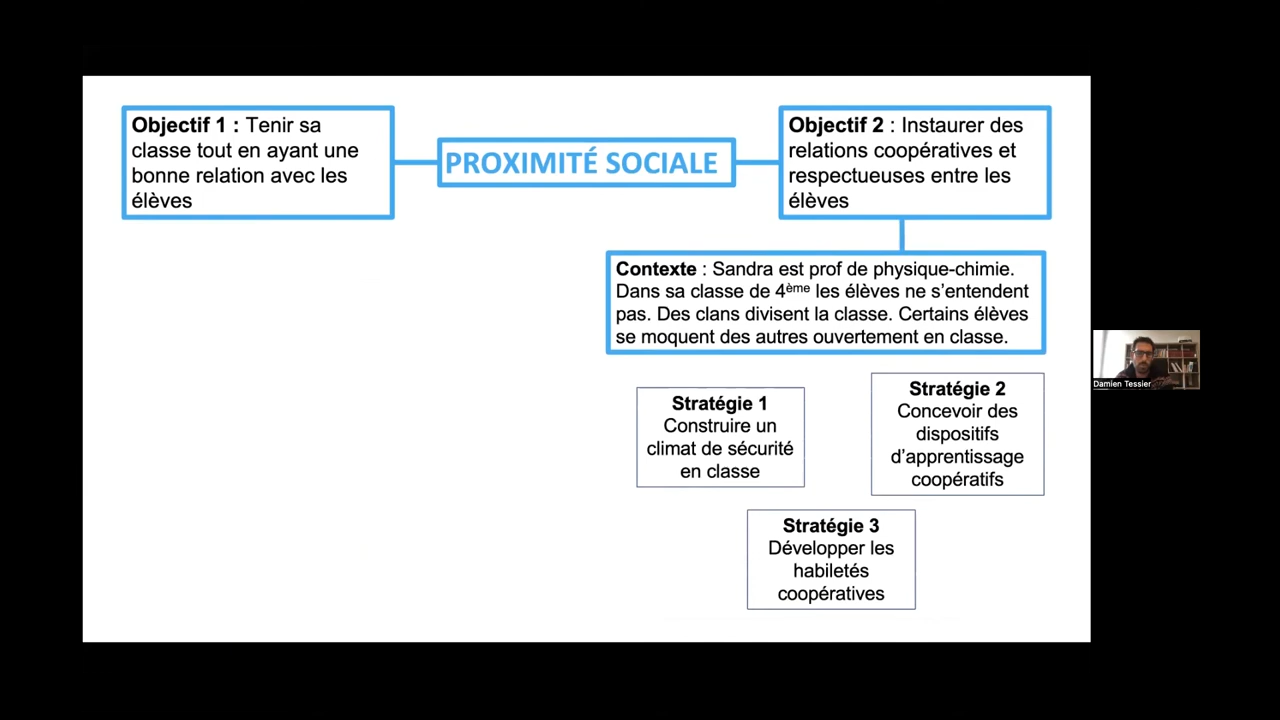 Objectif 1 : Tenir sa
classe tout en ayant une
bonne relation avec les
élèves
PROXIMITÉ SOCIALE
Objectif 2 : Instaurer des
relations coopératives et
respectueuses entre les
élèves
Contexte : Sandra est prof de physique-chimie.
Dans sa classe de 4ème les élèves ne s’entendent
pas. Des clans divisent la classe. Certains élèves
se moquent des autres ouvertement en classe.
Stratégie 1
Construire un
climat de sécurité
en classe
Stratégie 2
Concevoir des
dispositifs
d’apprentissage
coopératifs
Stratégie 3
Développer les
habiletés
coopératives
Damien Tessier